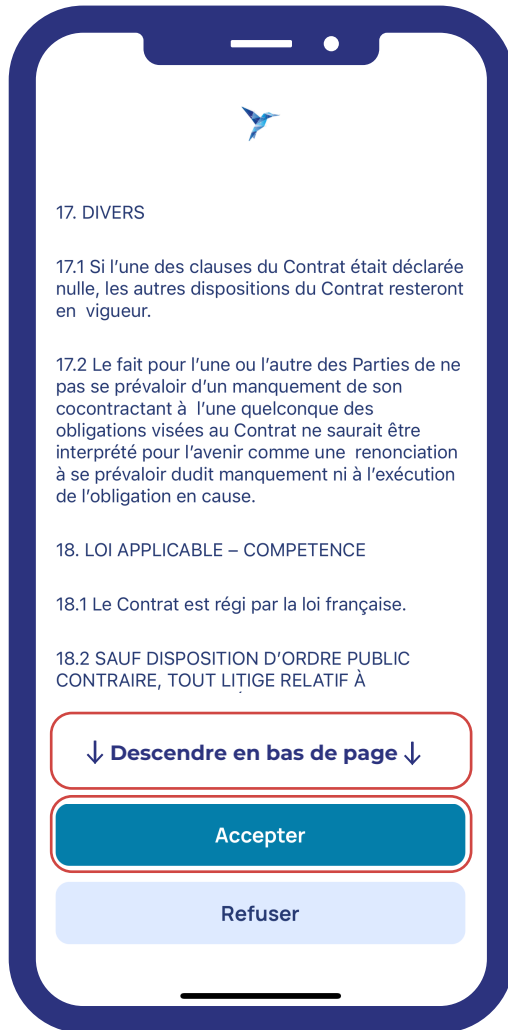 17. DIVERS
17.1 Si l’une des clauses du Contrat était déclarée
nulle, les autres dispositions du Contrat resteront
en  vigueur.
17.2 Le fait pour l’une ou l’autre des Parties de ne
pas se prévaloir d’un manquement de son
cocontractant à  l’une quelconque des
obligations visées au Contrat ne saurait être
interprété pour l’avenir comme une  renonciation
à se prévaloir dudit manquement ni à l’exécution
de l’obligation en cause.
18. LOI APPLICABLE – COMPETENCE
18.1 Le Contrat est régi par la loi française.
18.2 SAUF DISPOSITION D’ORDRE PUBLIC
CONTRAIRE, TOUT LITIGE RELATIF À
↓ Descendre en bas de page ↓
Accepter
Refuser